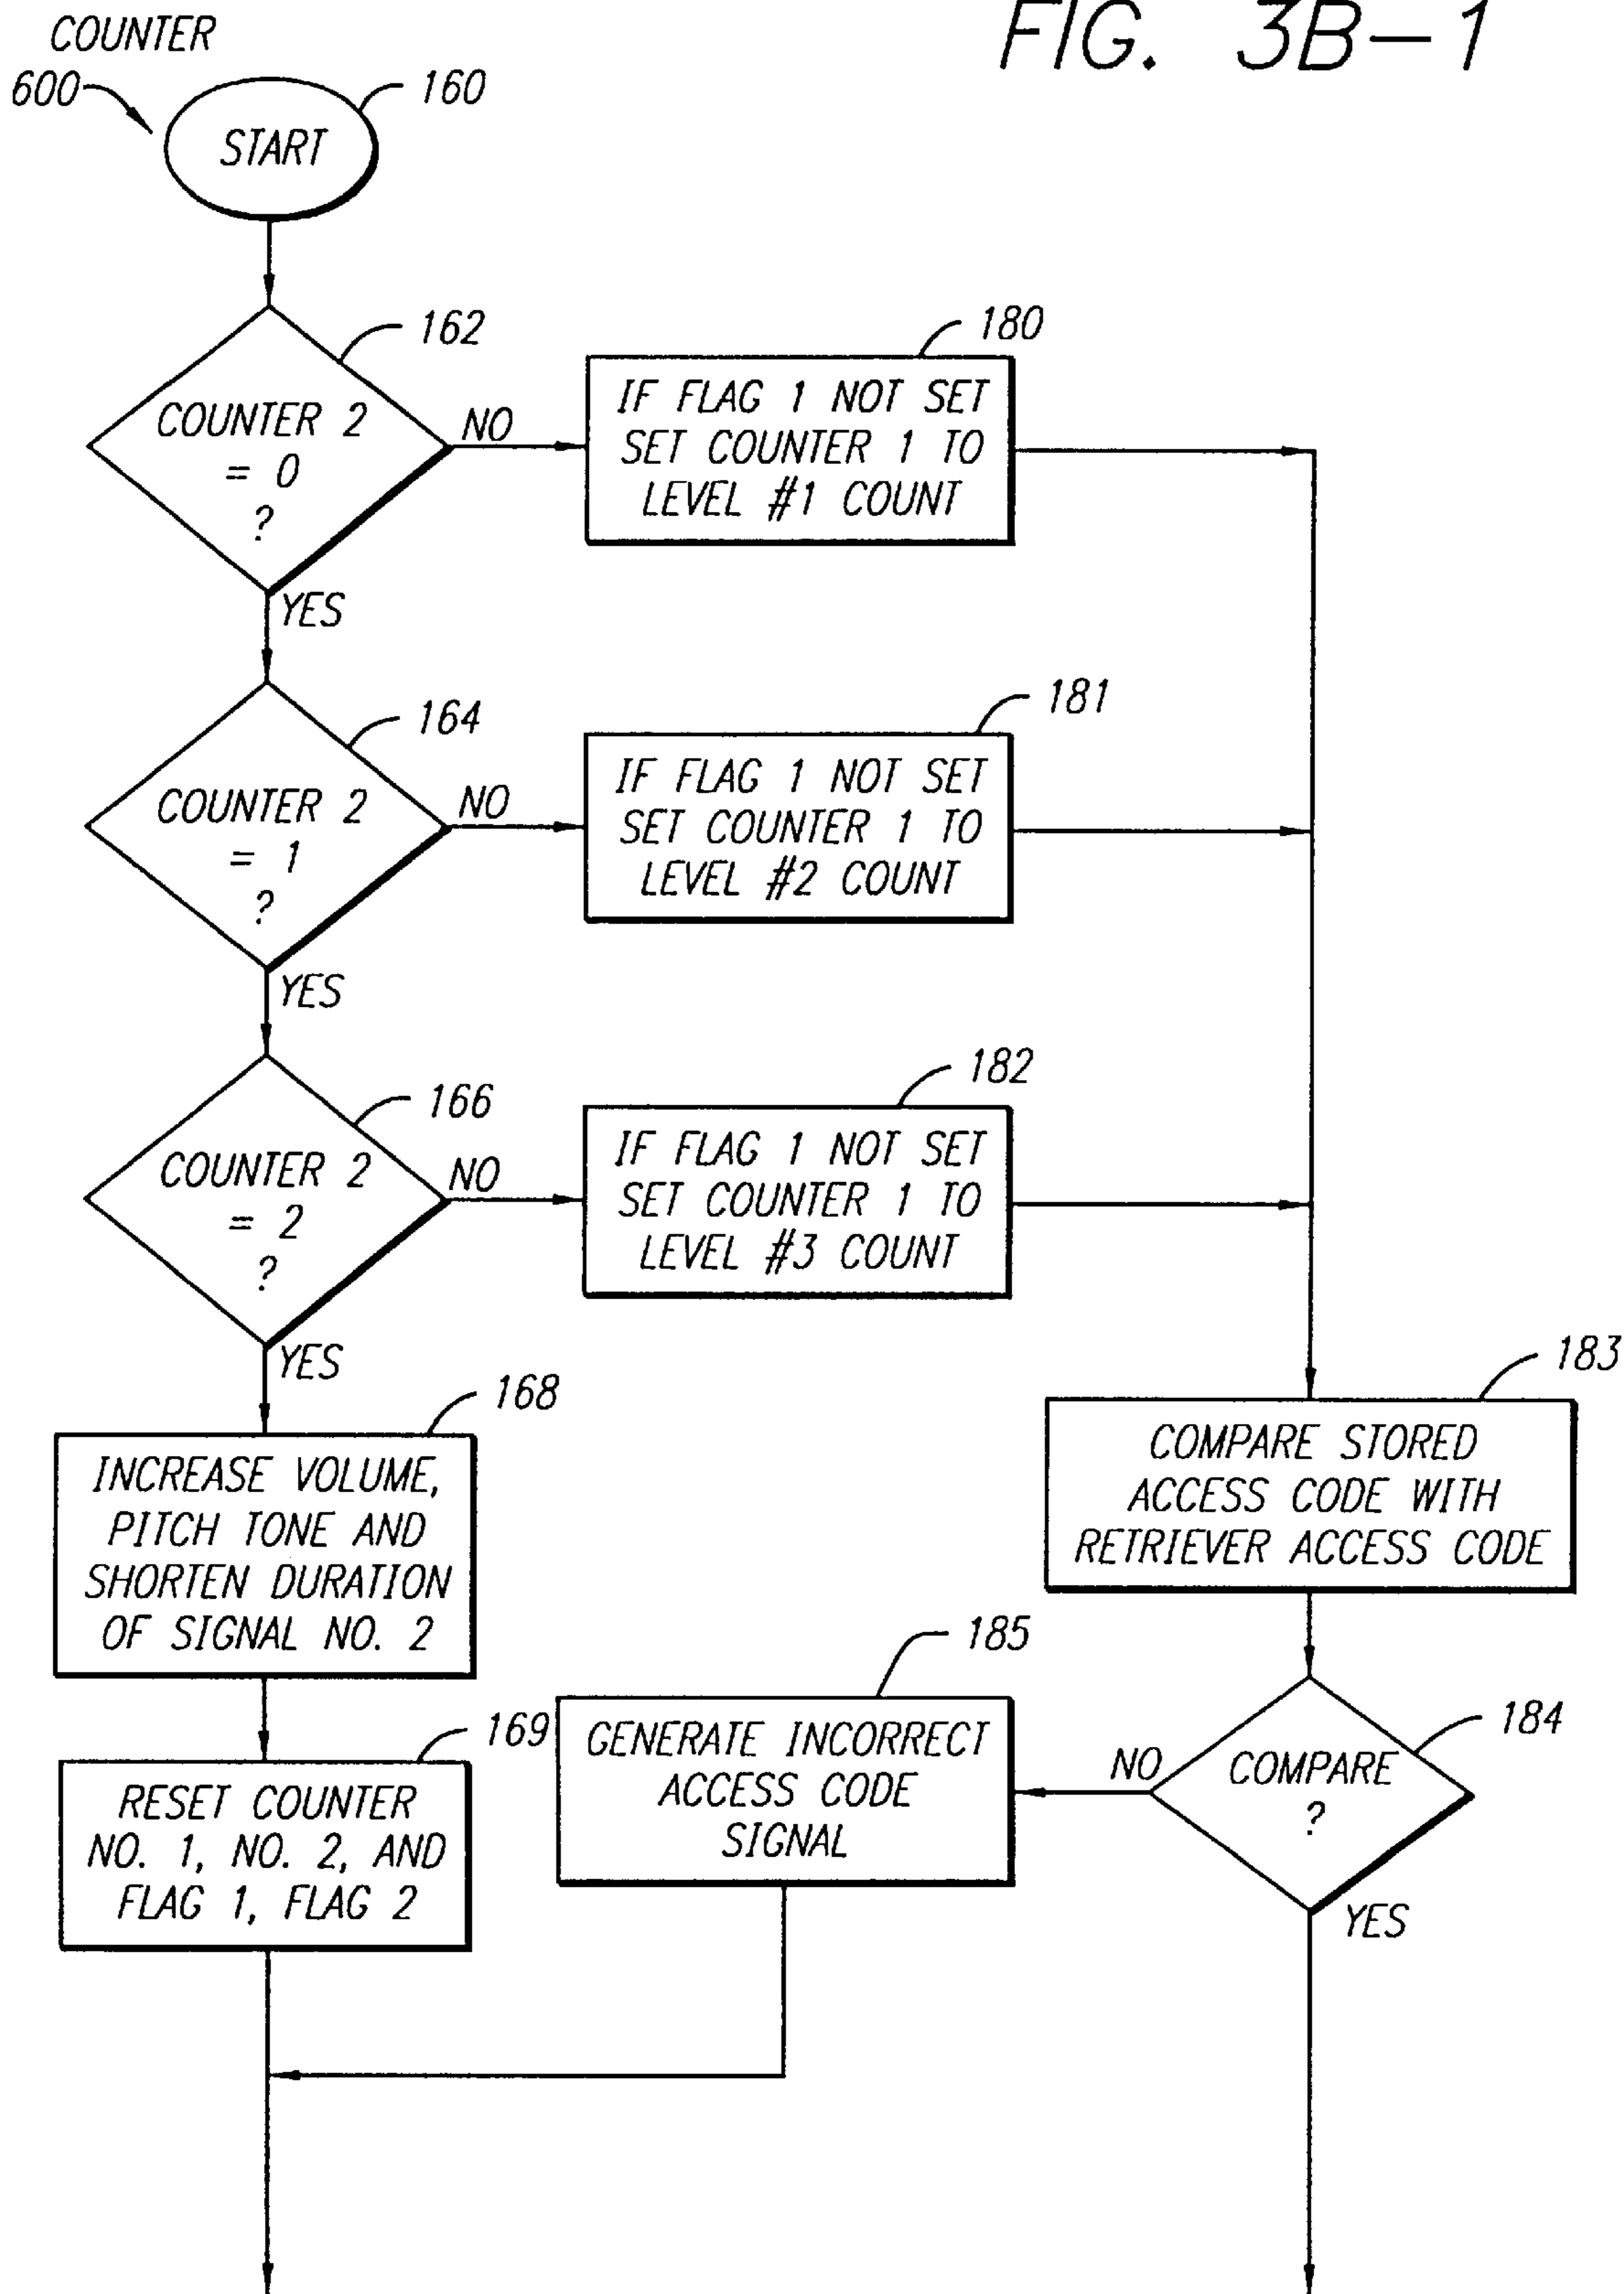 FIG. 3B-1
COUNTER
600
160
START
162
COUNTER 2
= 0
?
NO
YES
180
IF FLAG 1 NOT SET
SET COUNTER 1 TO
LEVEL #1 COUNT
164
COUNTER 2
= 1
?
NO
YES
181
IF FLAG 1 NOT SET
SET COUNTER 1 TO
LEVEL #2 COUNT
166
COUNTER 2
= 2
?
NO
YES
182
IF FLAG 1 NOT SET
SET COUNTER 1 TO
LEVEL #3 COUNT
168
INCREASE VOLUME,
PITCH TONE AND
SHORTEN DURATION
OF SIGNAL NO. 2
183
COMPARE STORED
ACCESS CODE WITH
RETRIEVER ACCESS CODE
169
RESET COUNTER
NO. 1, NO. 2, AND
FLAG 1, FLAG 2
185
GENERATE INCORRECT
ACCESS CODE
SIGNAL
184
NO
COMPARE
?
YES